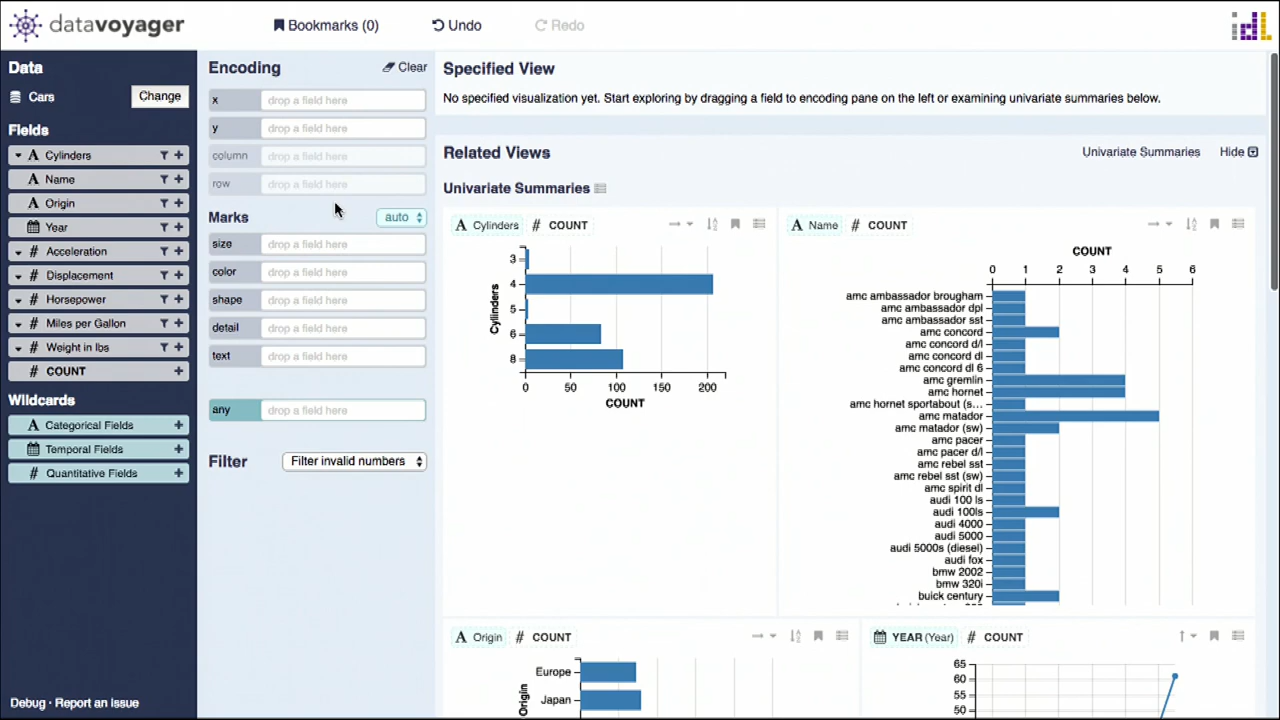 datavoyager
Bookmarks (0)
Undo
Redo
idl
Data
Cars
Change
Fields
A Cylinders
A Name
A Origin
Year
# Acceleration
# Displacement
# Horsepower
# Miles per Gallon
# Weight in lbs
# COUNT
Wildcards
A Categorical Fields
Temporal Fields
# Quantitative Fields
Debug · Report an issue
Encoding
Clear
x drop a field here
y drop a field here
column drop a field here
row drop a field here
Marks
auto
size drop a field here
color drop a field here
shape drop a field here
detail drop a field here
text drop a field here
any drop a field here
Filter
Filter invalid numbers
Specified View
No specified visualization yet. Start exploring by dragging a field to encoding pane on the left or examining univariate summaries below.
Related Views
Univariate Summaries
Hide
Univariate Summaries
A Cylinders # COUNT
Cylinders
3
4
5
6
8
0 50 100 150 200
COUNT
A Name # COUNT
COUNT
0 1 2 3 4 5 6
amc ambassador brougham
amc ambassador dpl
amc ambassador sst
amc concord
amc concord d/l
amc concord dl
amc concord dl 6
amc gremlin
amc hornet
amc hornet sportabout (s...
amc matador
amc matador (sw)
amc pacer
amc pacer d/l
amc rebel sst
amc rebel sst (sw)
amc spirit dl
audi 100 ls
audi 100ls
audi 4000
audi 5000
audi 5000s (diesel)
audi fox
bmw 2002
bmw 320i
buick century
A Origin # COUNT
Origin
Europe
Japan
YEAR (Year) # COUNT
65
60
55
50